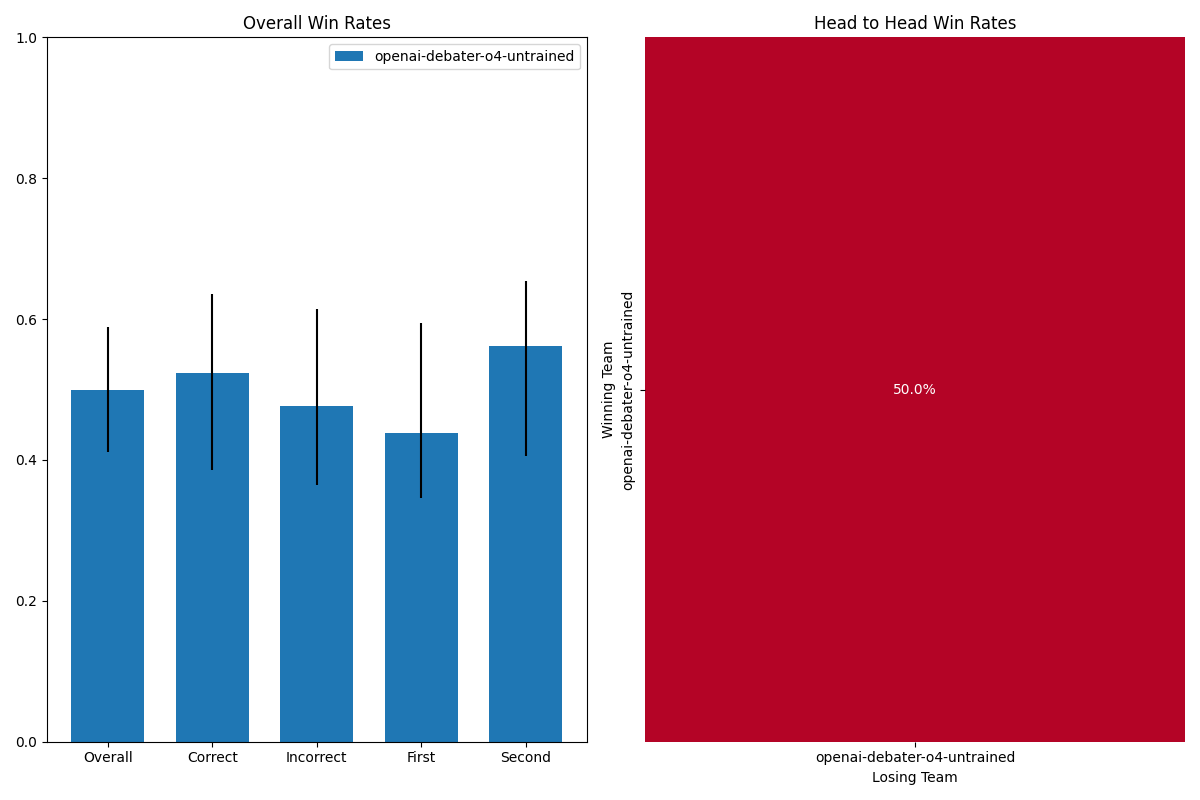 Overall Win Rates
1.0
0.8
0.6
0.4
0.2
0.0
openai-debater-o4-untrained
Overall
Correct
Incorrect
First
Second
Head to Head Win Rates
Winning Team
openai-debater-o4-untrained
50.0%
openai-debater-o4-untrained
Losing Team